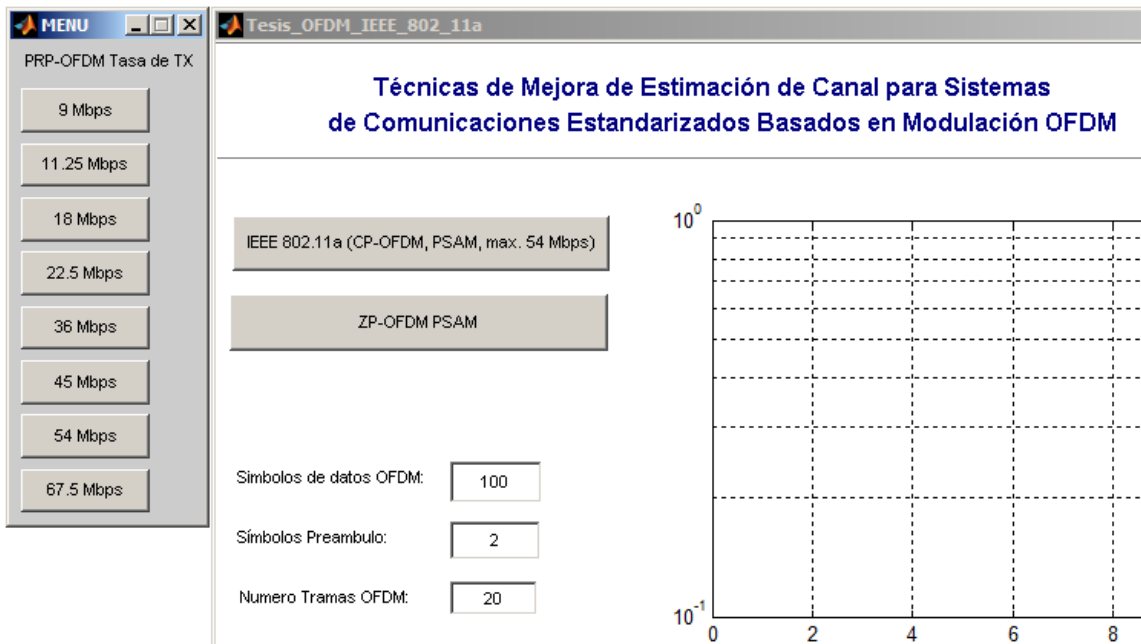 MENU
PRP-OFDM Tasa de TX
9 Mbps
11.25 Mbps
18 Mbps
22.5 Mbps
36 Mbps
45 Mbps
54 Mbps
67.5 Mbps
Tesis_OFDM_IEEE_802_11a
Técnicas de Mejora de Estimación de Canal para Sistemas
de Comunicaciones Estandarizados Basados en Modulación OFDM
IEEE 802.11a (CP-OFDM, PSAM, max. 54 Mbps)
ZP-OFDM PSAM
Simbolos de datos OFDM: 100
Símbolos Preambulo: 2
Numero Tramas OFDM: 20
10^0
10^-1
0 2 4 6 8